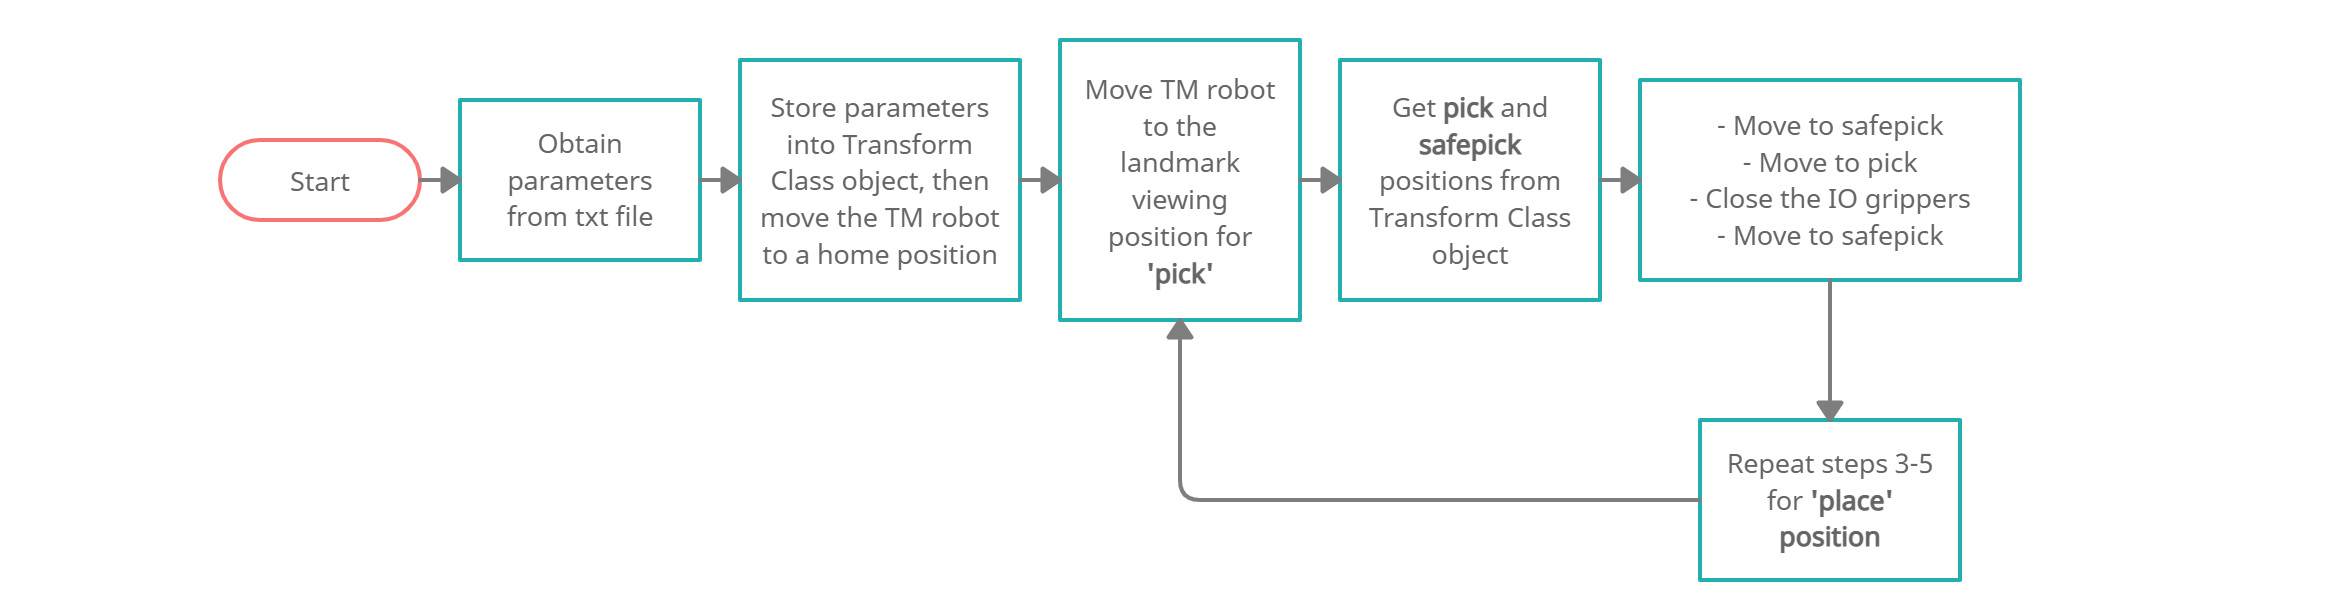 Start
Obtain
parameters
from txt file
Store parameters
into Transform
Class object, then
move the TM robot
to a home position
Move TM robot
to the
landmark
viewing
position for
'pick'
Get pick and
safepick
positions from
Transform Class
object
- Move to safepick
- Move to pick
- Close the IO grippers
- Move to safepick
Repeat steps 3-5
for 'place'
position